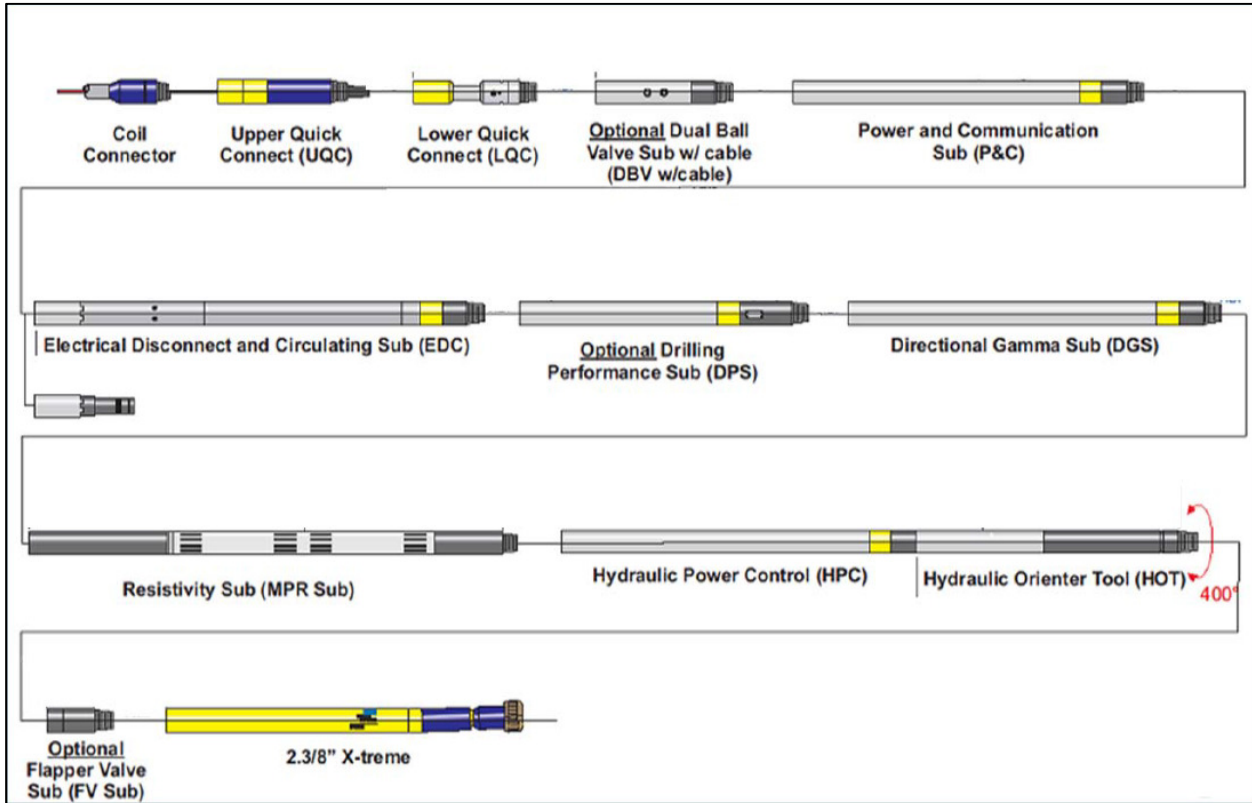 Coil
Connector
Upper Quick
Connect (UQC)
Lower Quick
Connect (LQC)
Optional Dual Ball
Valve Sub w/ cable
(DBV w/cable)
Power and Communication
Sub (P&C)
Electrical Disconnect and Circulating Sub (EDC)
Optional Drilling
Performance Sub (DPS)
Directional Gamma Sub (DGS)
Resistivity Sub (MPR Sub)
Hydraulic Power Control (HPC)
Hydraulic Orienter Tool (HOT)
400°
Optional
Flapper Valve
Sub (FV Sub)
2.3/8” X-treme